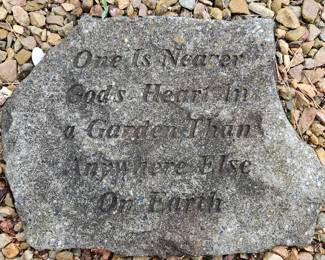 One Is Nearer
God's Heart In
a Garden Than
Anywhere Else
On Earth